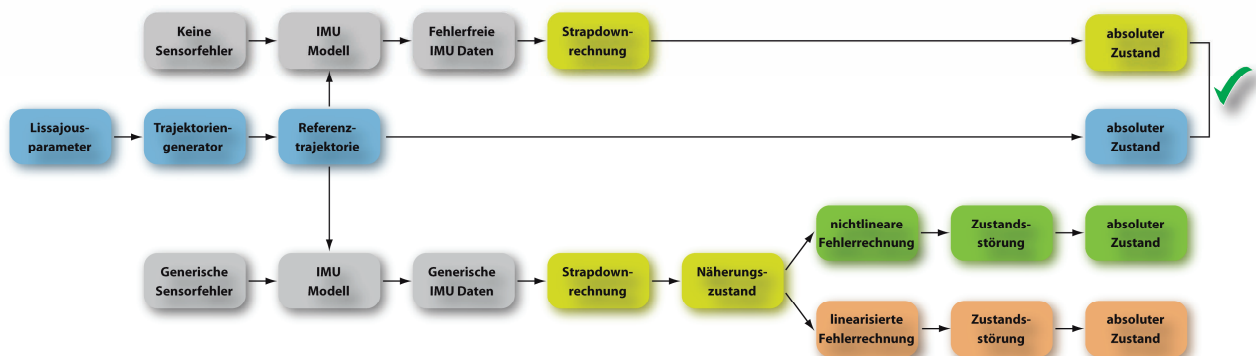 Keine
Sensorfehler
IMU
Modell
Fehlerfreie
IMU Daten
Strapdown-
rechnung
absoluter
Zustand
Lissajous-
parameter
Trajektorien-
generator
Referenz-
trajektorie
absoluter
Zustand
Generische
Sensorfehler
IMU
Modell
Generische
IMU Daten
Strapdown-
rechnung
Näherungs-
zustand
nichtlineare
Fehlerrechnung
Zustands-
störung
absoluter
Zustand
linearisierte
Fehlerrechnung
Zustands-
störung
absoluter
Zustand